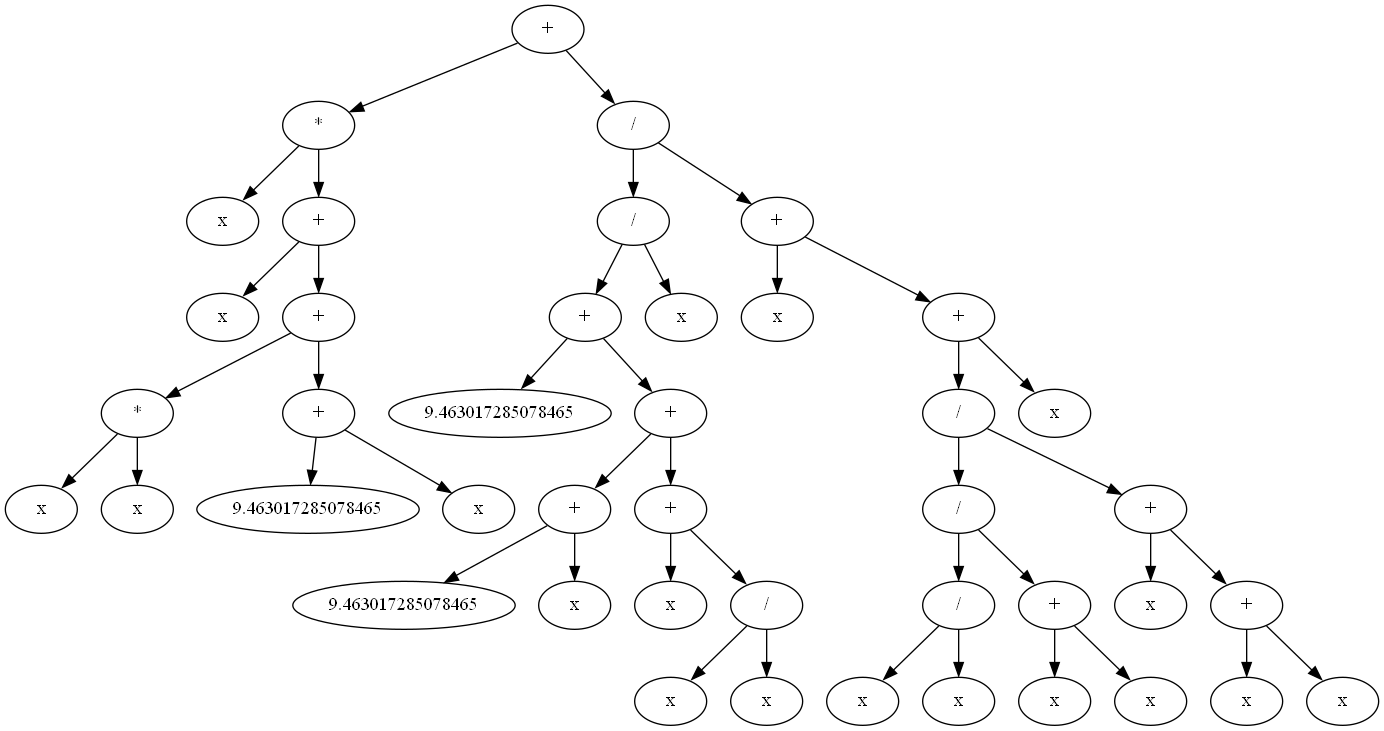 +
* /
x + / +
x + + x x +
* + 9.463017285078465 + / x
x x 9.463017285078465 x + + / +
9.463017285078465 x x / / + x +
x x x x x x x x